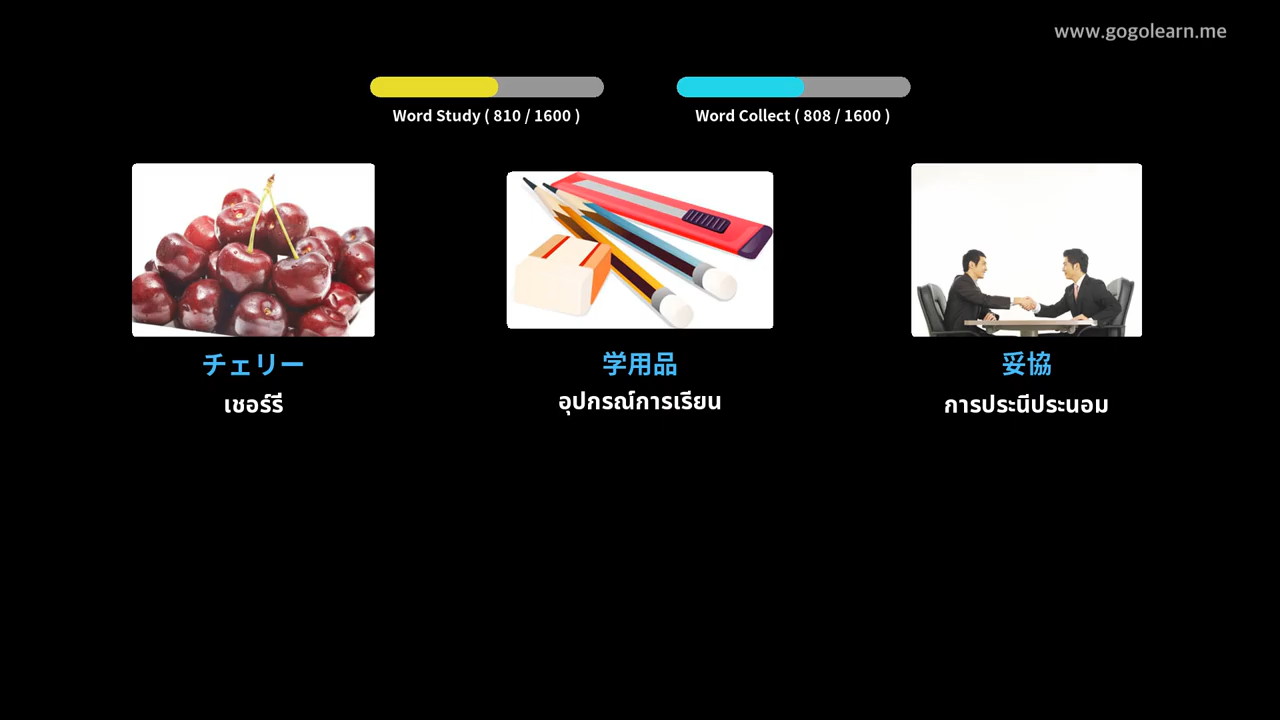 www.gogolearn.me
Word Study ( 810 / 1600 )
Word Collect ( 808 / 1600 )
チェリー
学用品
妥協
เชอร์รี
อุปกรณ์การเรียน
การประนีประนอม